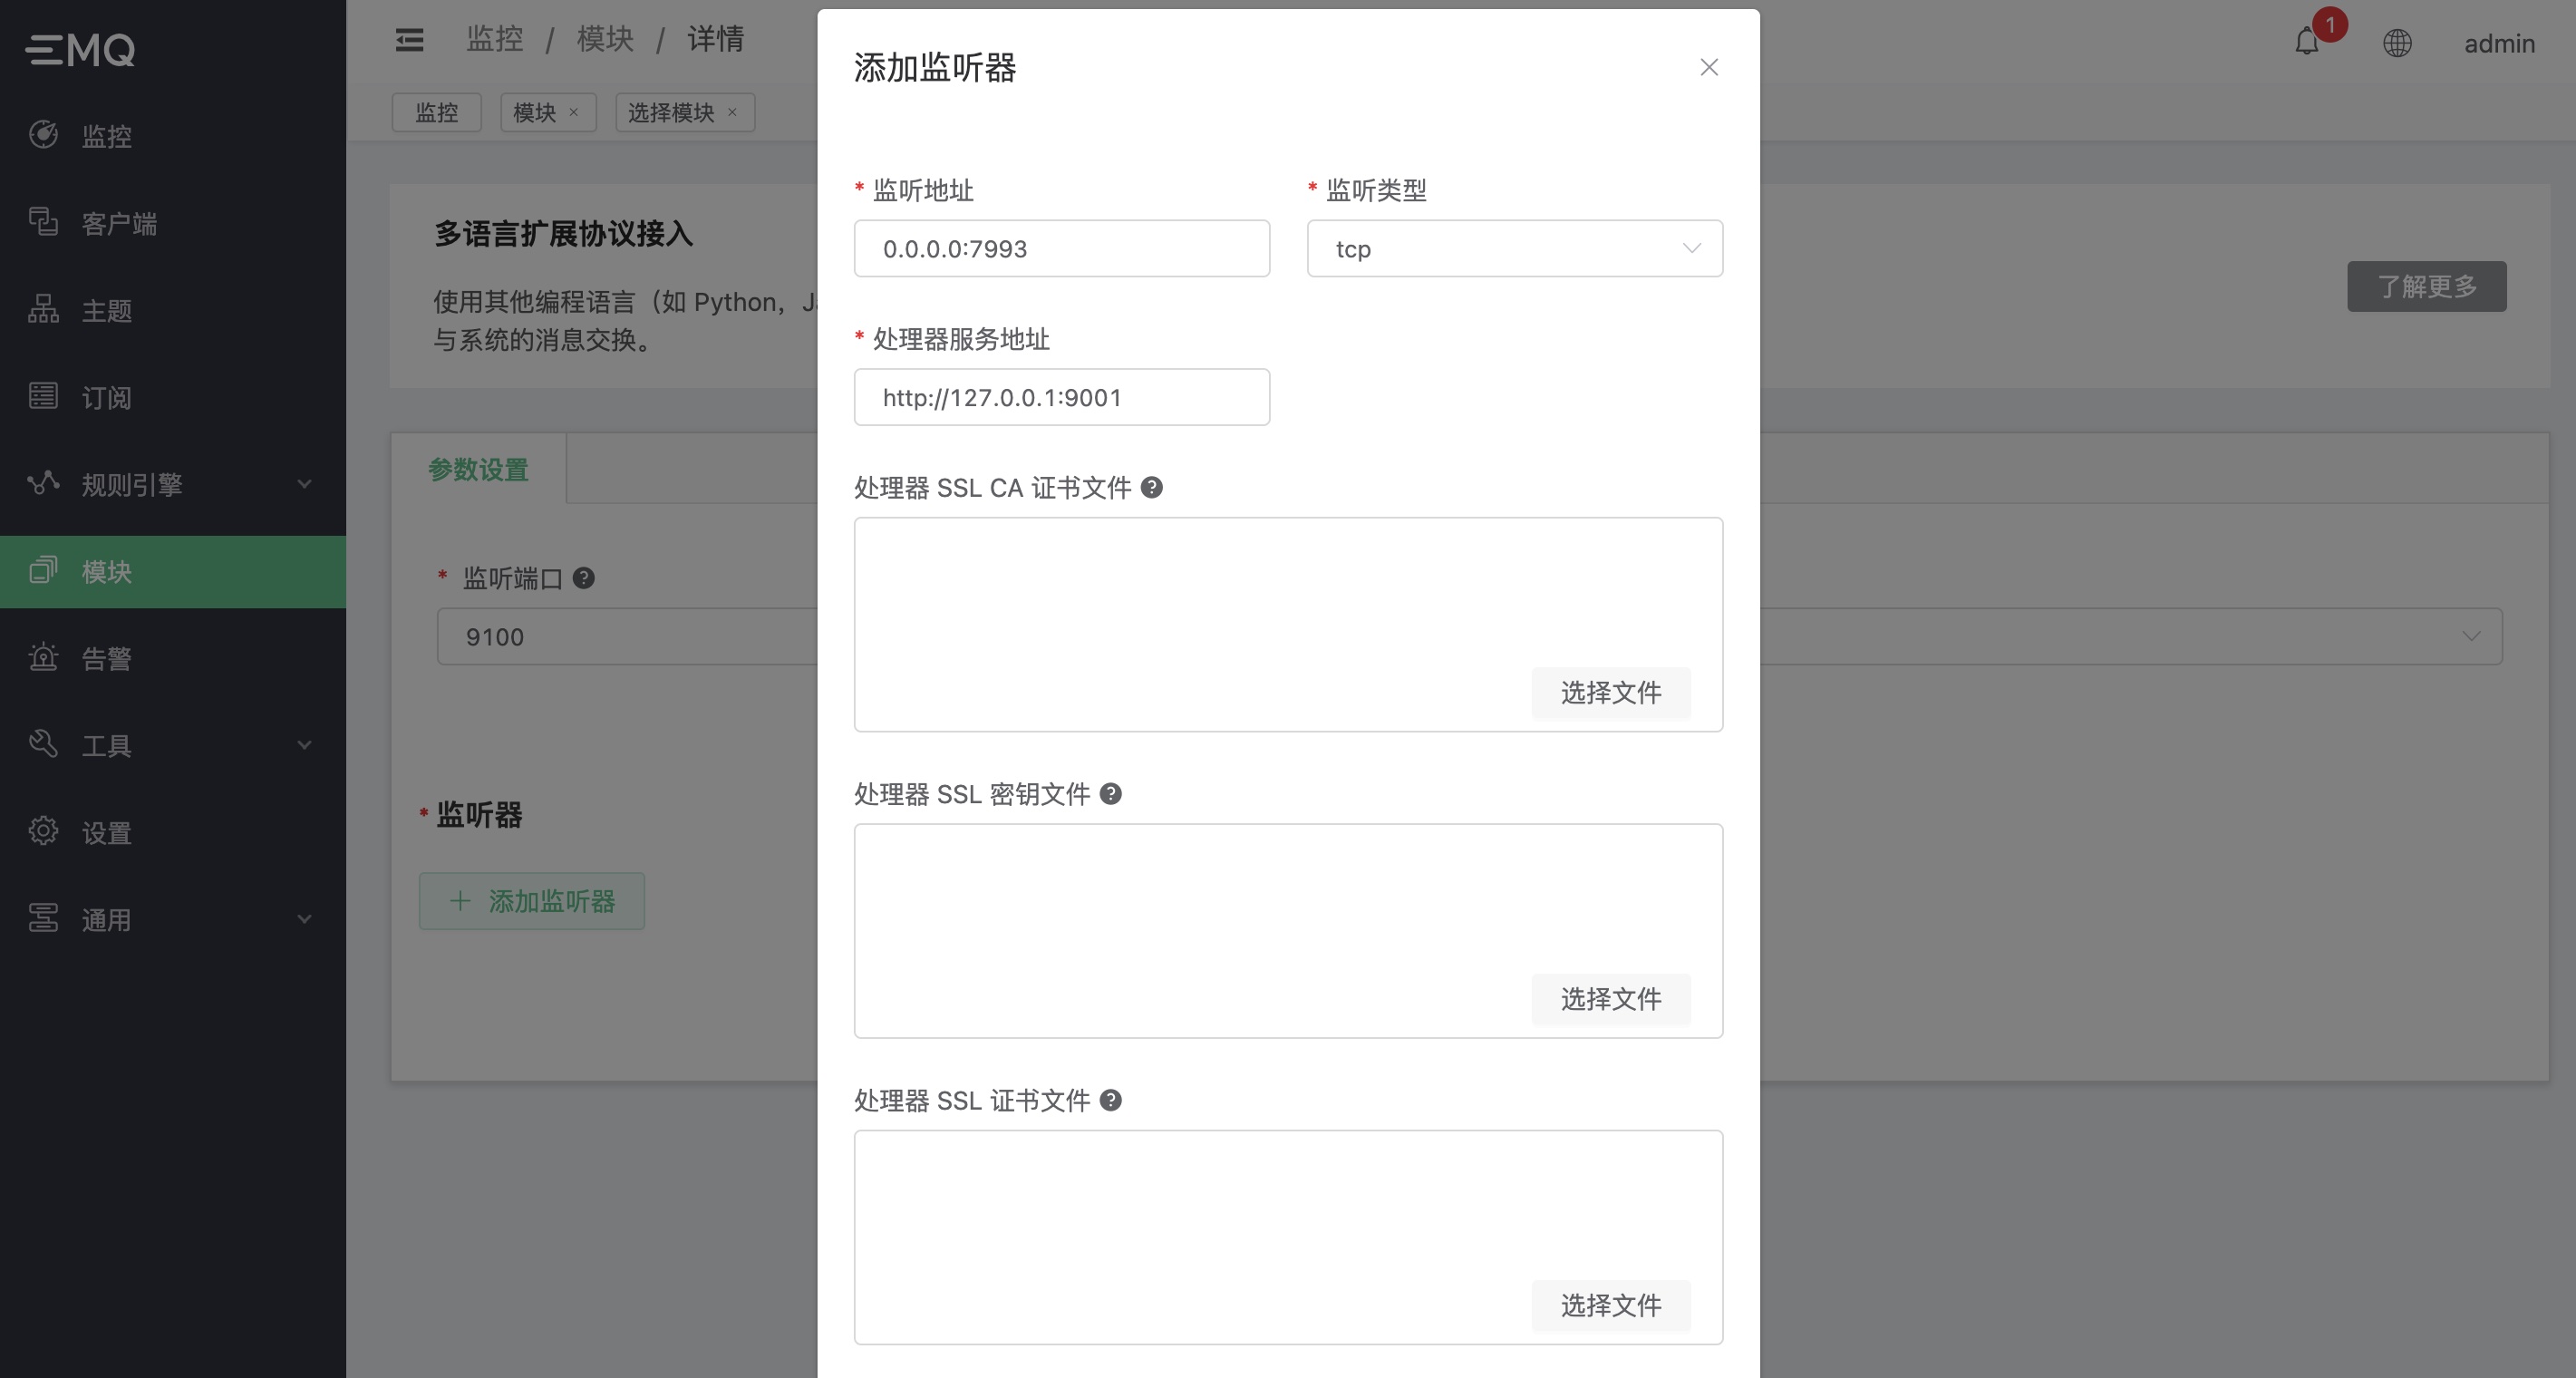 EMQ
监控
客户端
主题
订阅
规则引擎
模块
告警
工具
设置
通用
监控 / 模块 / 详情
1
admin
监控
模块 ×
选择模块 ×
多语言扩展协议接入
使用其他编程语言（如 Python，
与系统的消息交换。
了解更多
参数设置
* 监听端口 ?
9100
* 监听器
+ 添加监听器
添加监听器
* 监听地址
0.0.0.0:7993
* 监听类型
tcp
* 处理器服务地址
http://127.0.0.1:9001
处理器 SSL CA 证书文件 ?
选择文件
处理器 SSL 密钥文件 ?
选择文件
处理器 SSL 证书文件 ?
选择文件